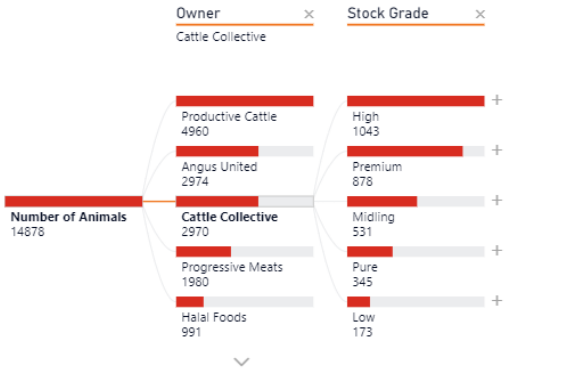 Owner
Stock Grade
Cattle Collective
Productive Cattle
4960
Angus United
2974
Number of Animals
14878
Cattle Collective
2970
Progressive Meats
1980
Halal Foods
991
High
1043
Premium
878
Midling
531
Pure
345
Low
173